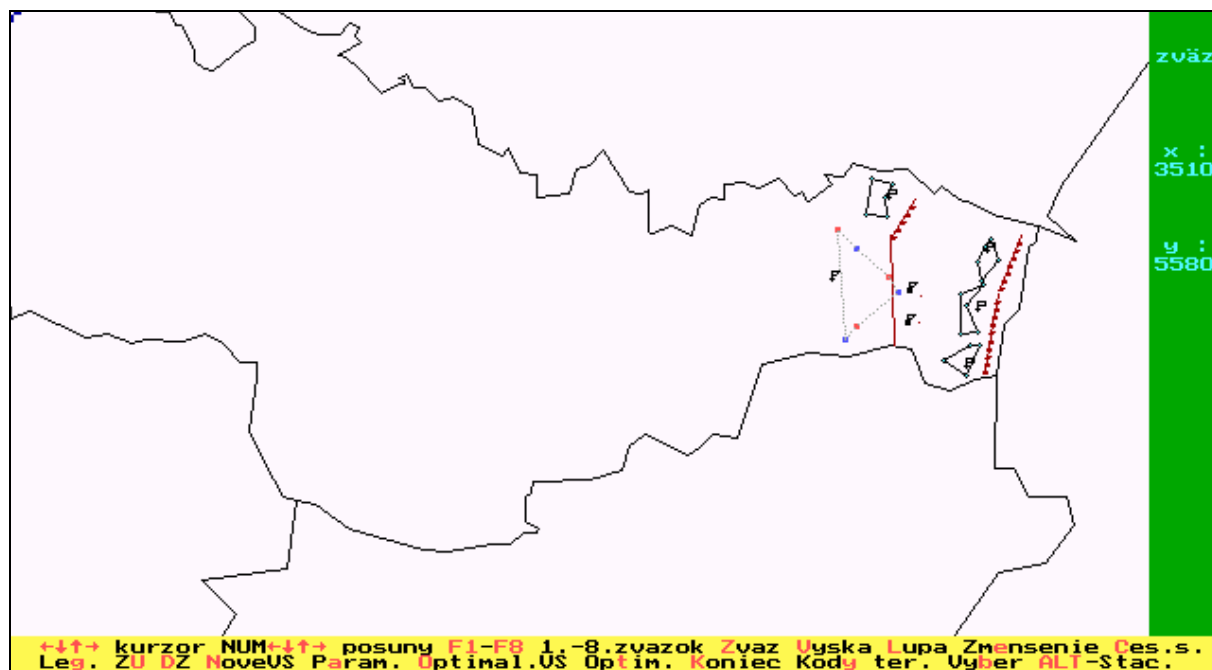 zväz
x :
3510
y :
5580
P
P
P
P
F
F.
F.
←↓↑→ kurzor NUM←↓↑→ posuny F1-F8 1.-8.zvazok Zvaz Vyska Lupa Zmensenie Ces.s.
Leg. ZU DZ NoveVS Param. Optimal.VS Optim. Koniec Kody ter. Vyber ALT-Stac.